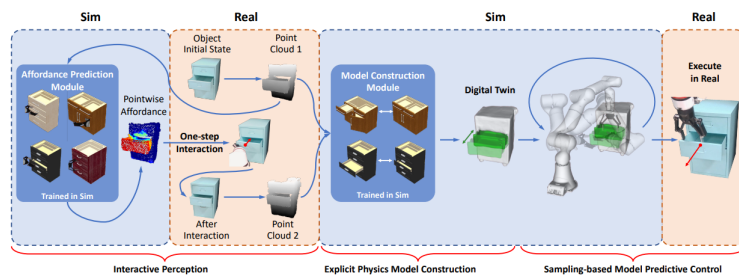 Sim
Real
Sim
Real
Object
Initial State
Point
Cloud 1
Affordance Prediction
Module
Pointwise
Affordance
Trained in Sim
One-step
Interaction
After
Interaction
Point
Cloud 2
Model Construction
Module
Trained in Sim
Digital Twin
Execute
in Real
Interactive Perception
Explicit Physics Model Construction
Sampling-based Model Predictive Control